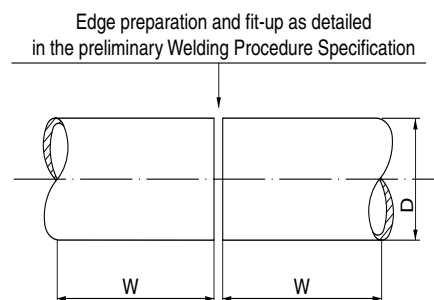 Edge preparation and fit-up as detailed
in the preliminary Welding Procedure Specification
D
W
W